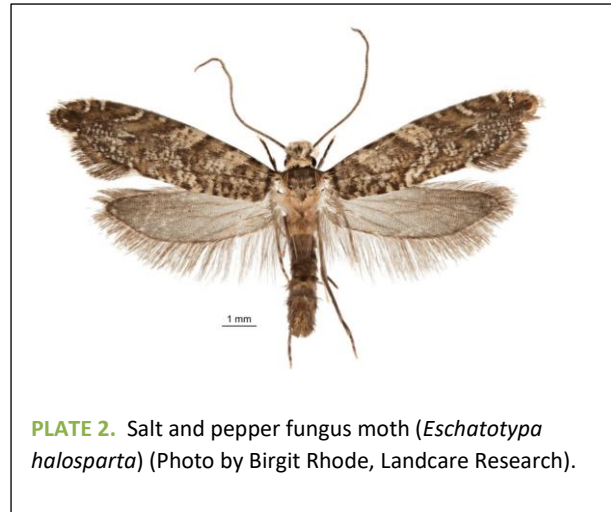 1 mm
PLATE 2. Salt and pepper fungus moth (Eschatotypa
halosparta) (Photo by Birgit Rhode, Landcare Research).